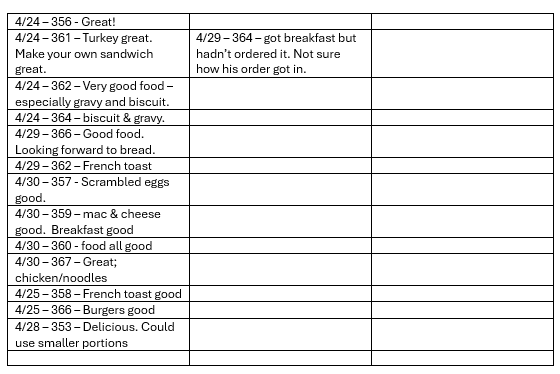 4/24 – 356 - Great!
4/24 – 361 – Turkey great.
Make your own sandwich
great.
4/29 – 364 – got breakfast but
hadn't ordered it. Not sure
how his order got in.
4/24 – 362 – Very good food –
especially gravy and biscuit.
4/24 – 364 – biscuit & gravy.
4/29 – 366 – Good food.
Looking forward to bread.
4/29 – 362 – French toast
4/30 – 357 - Scrambled eggs
good.
4/30 – 359 – mac & cheese
good.  Breakfast good
4/30 – 360 - food all good
4/30 – 367 – Great;
chicken/noodles
4/25 – 358 – French toast good
4/25 – 366 – Burgers good
4/28 – 353 – Delicious. Could
use smaller portions